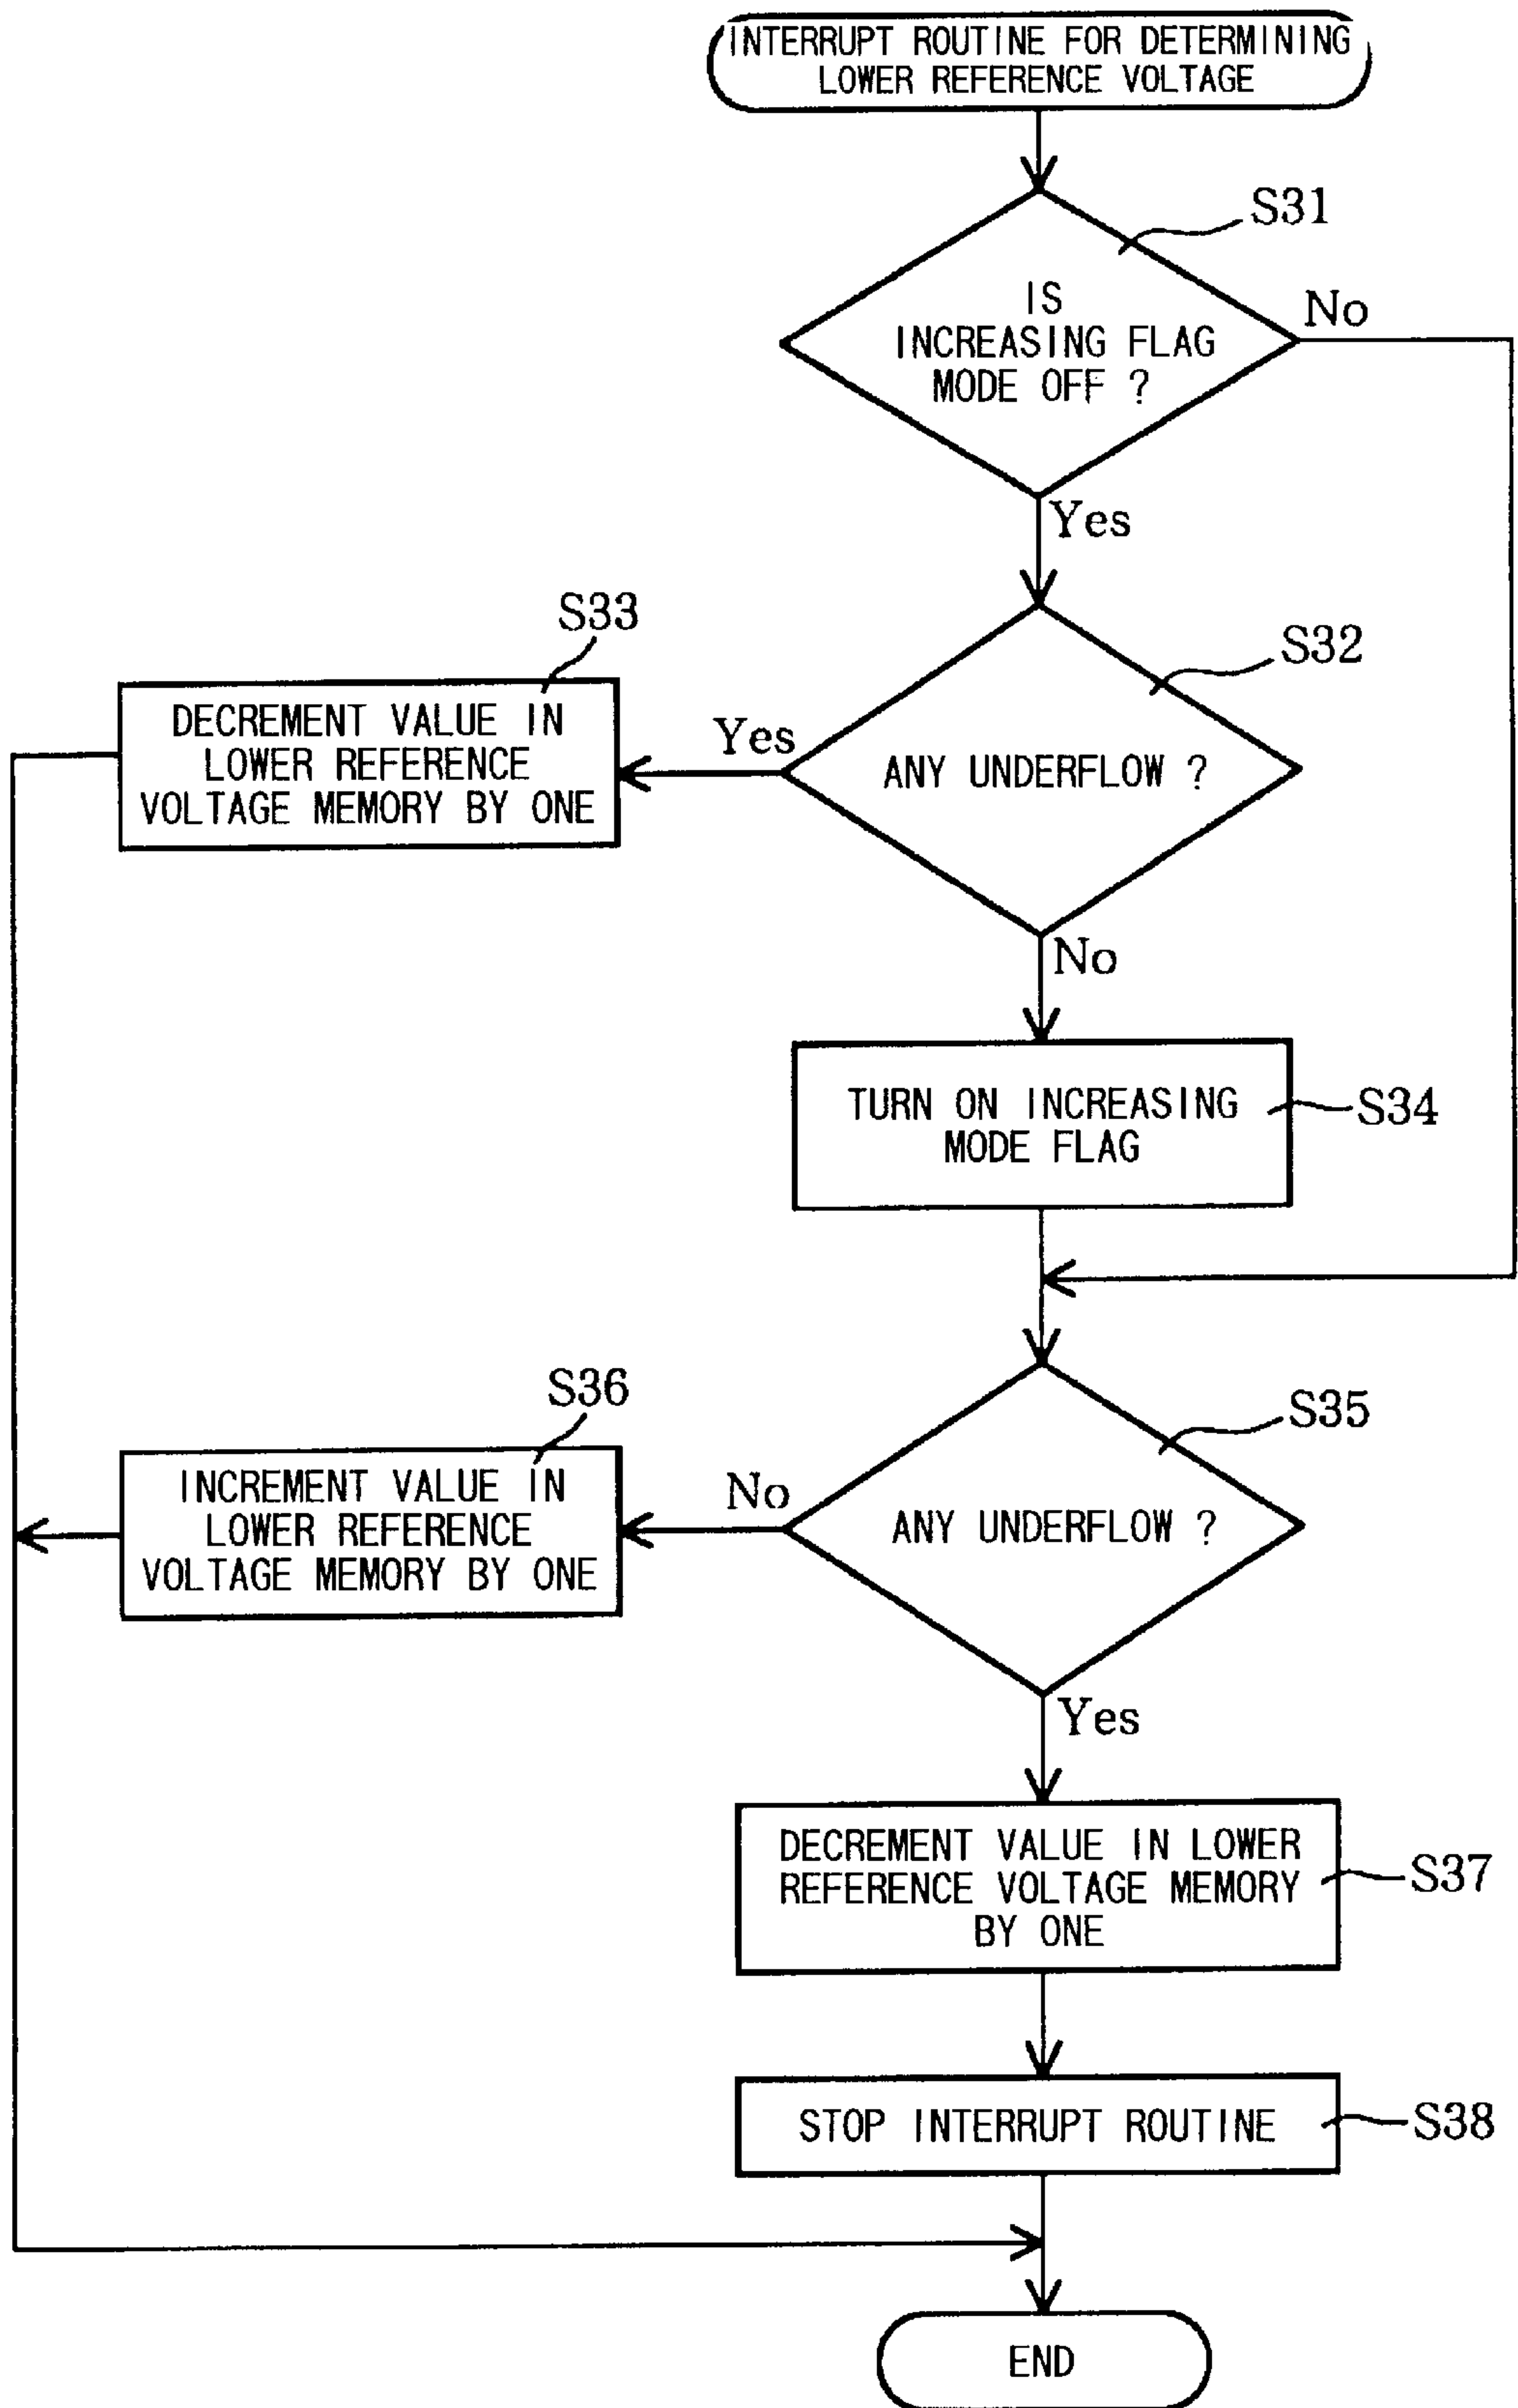 INTERRUPT ROUTINE FOR DETERMINING
LOWER REFERENCE VOLTAGE
S31
IS
INCREASING FLAG
MODE OFF ?
No
Yes
S33
S32
DECREMENT VALUE IN
LOWER REFERENCE
VOLTAGE MEMORY BY ONE
Yes
ANY UNDERFLOW ?
No
TURN ON INCREASING
MODE FLAG
S34
S36
S35
INCREMENT VALUE IN
LOWER REFERENCE
VOLTAGE MEMORY BY ONE
No
ANY UNDERFLOW ?
Yes
DECREMENT VALUE IN LOWER
REFERENCE VOLTAGE MEMORY
BY ONE
S37
STOP INTERRUPT ROUTINE
S38
END